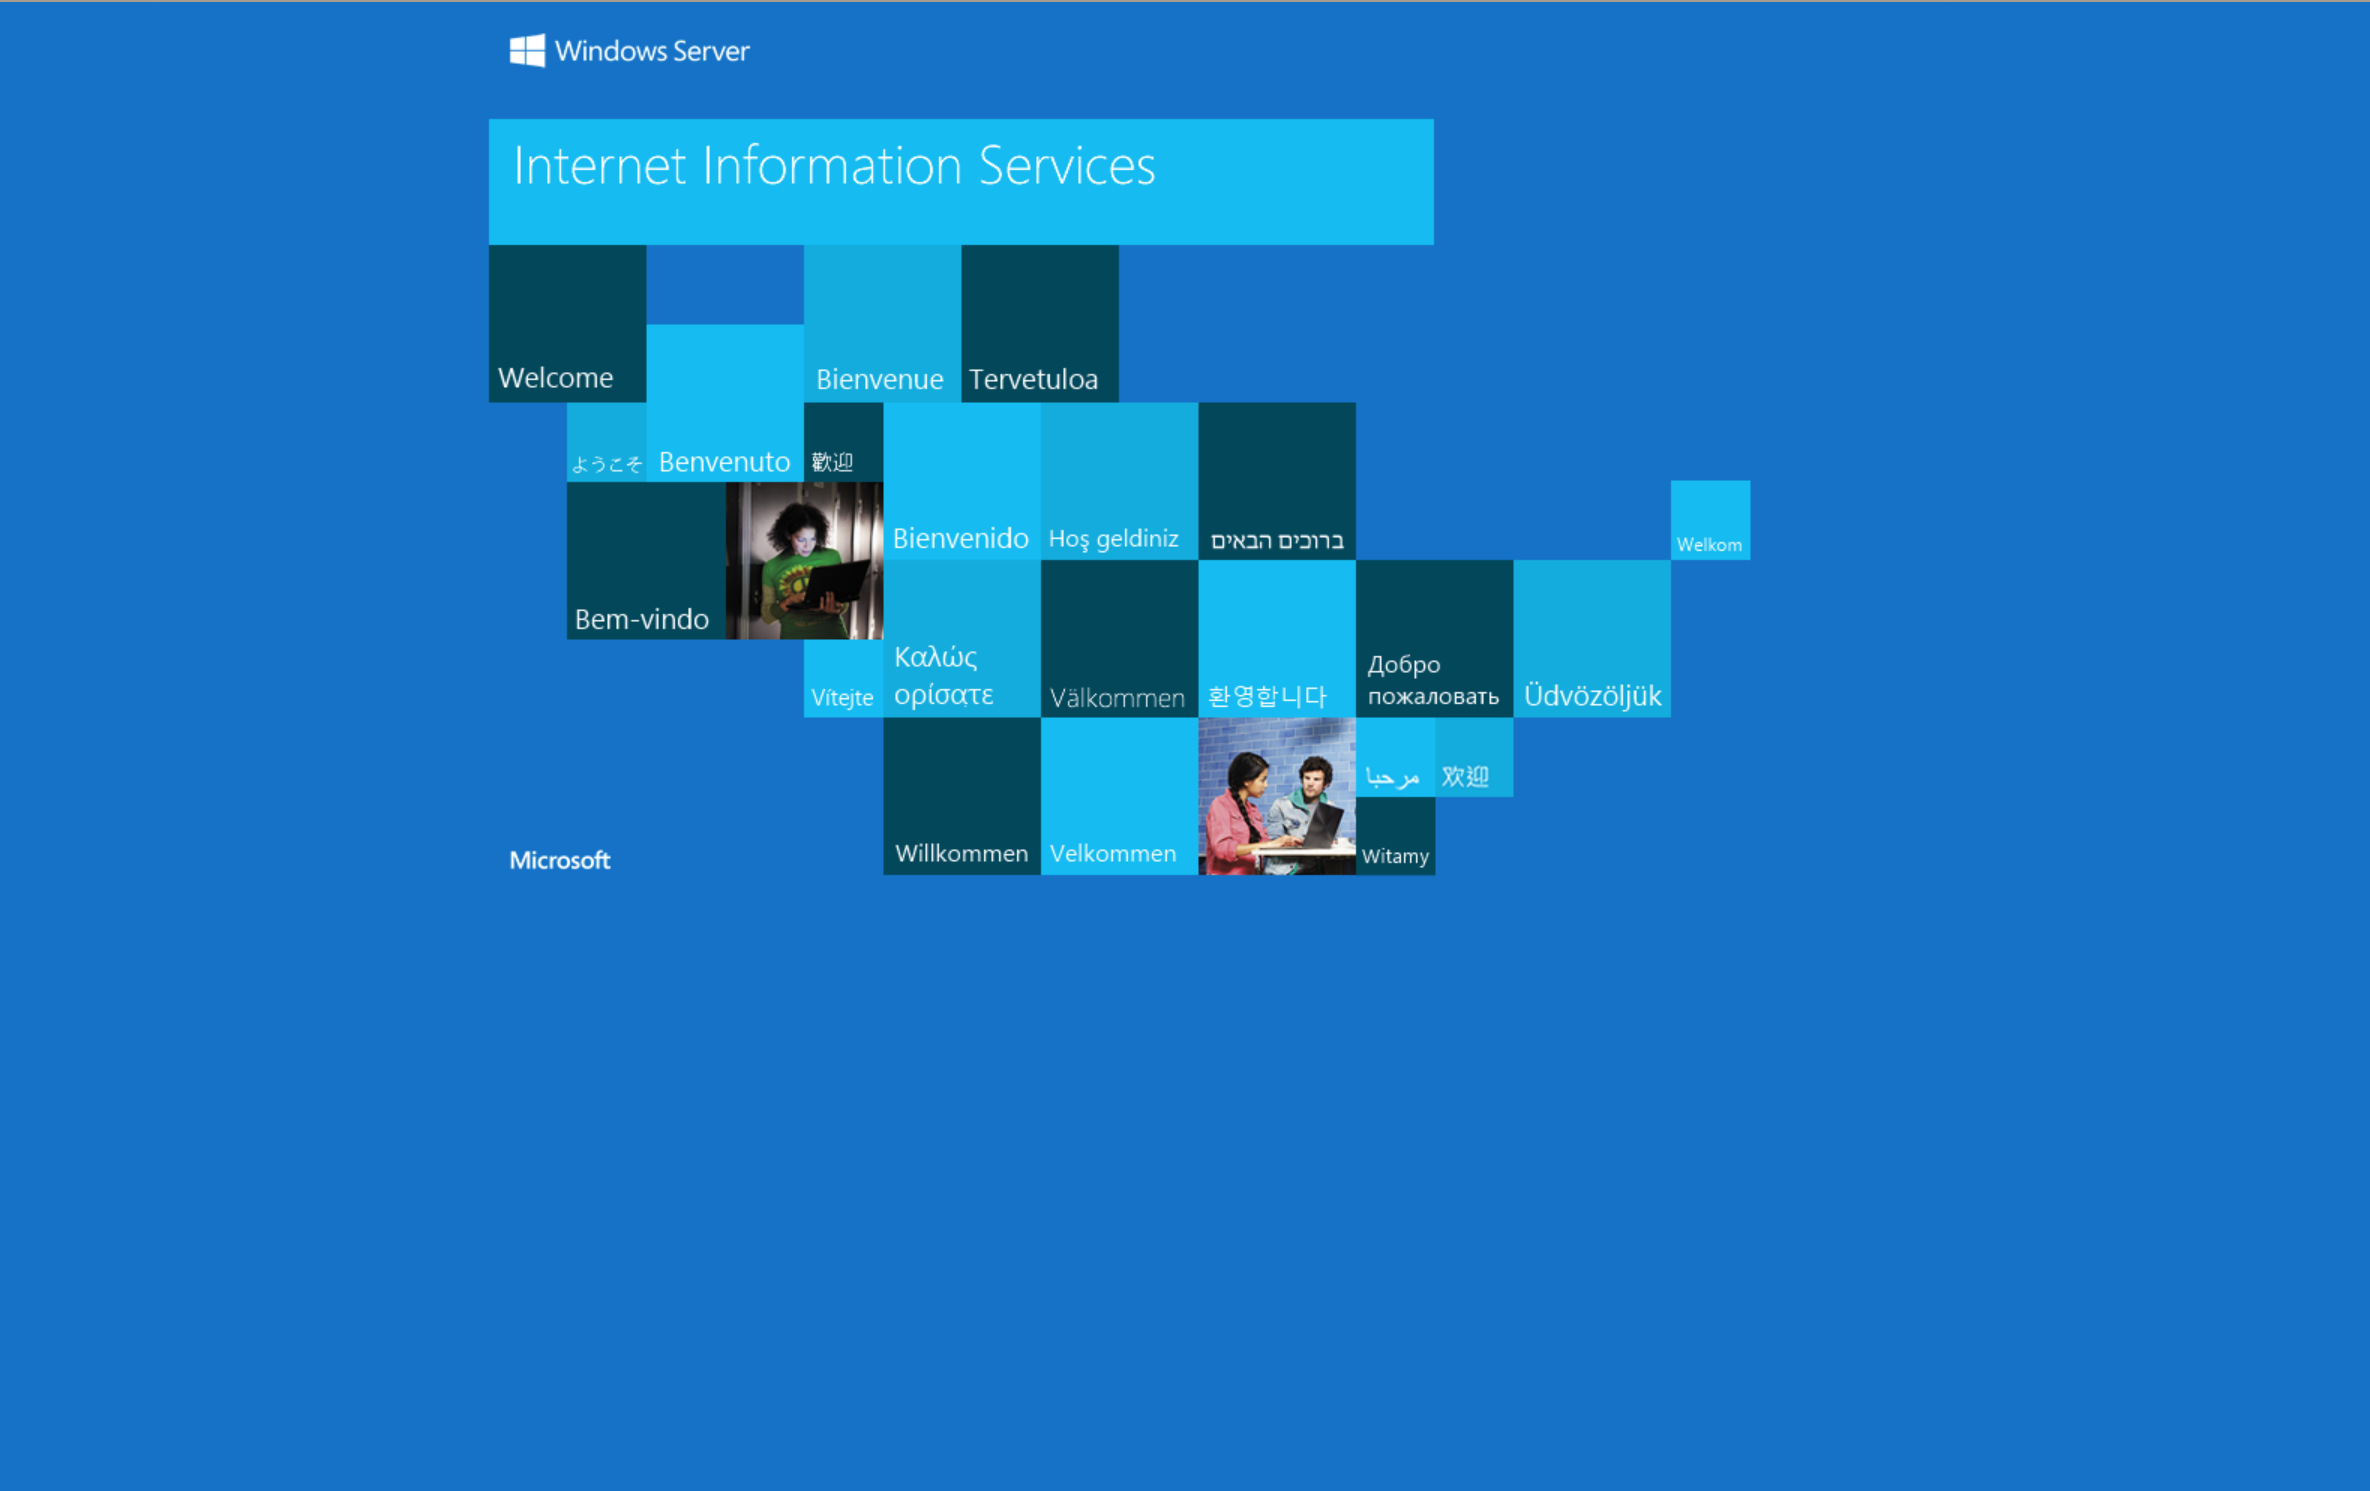 Windows Server
Internet Information Services
Welcome
Bienvenue
Tervetuloa
ようこそ
Benvenuto
歡迎
Bienvenido
Hoş geldiniz
ברוכים הבאים
Welkom
Bem-vindo
Vítejte
Καλώς
ορίσατε
Välkommen
환영합니다
Добро
пожаловать
Üdvözöljük
مرحبا
欢迎
Willkommen
Velkommen
Witamy
Microsoft